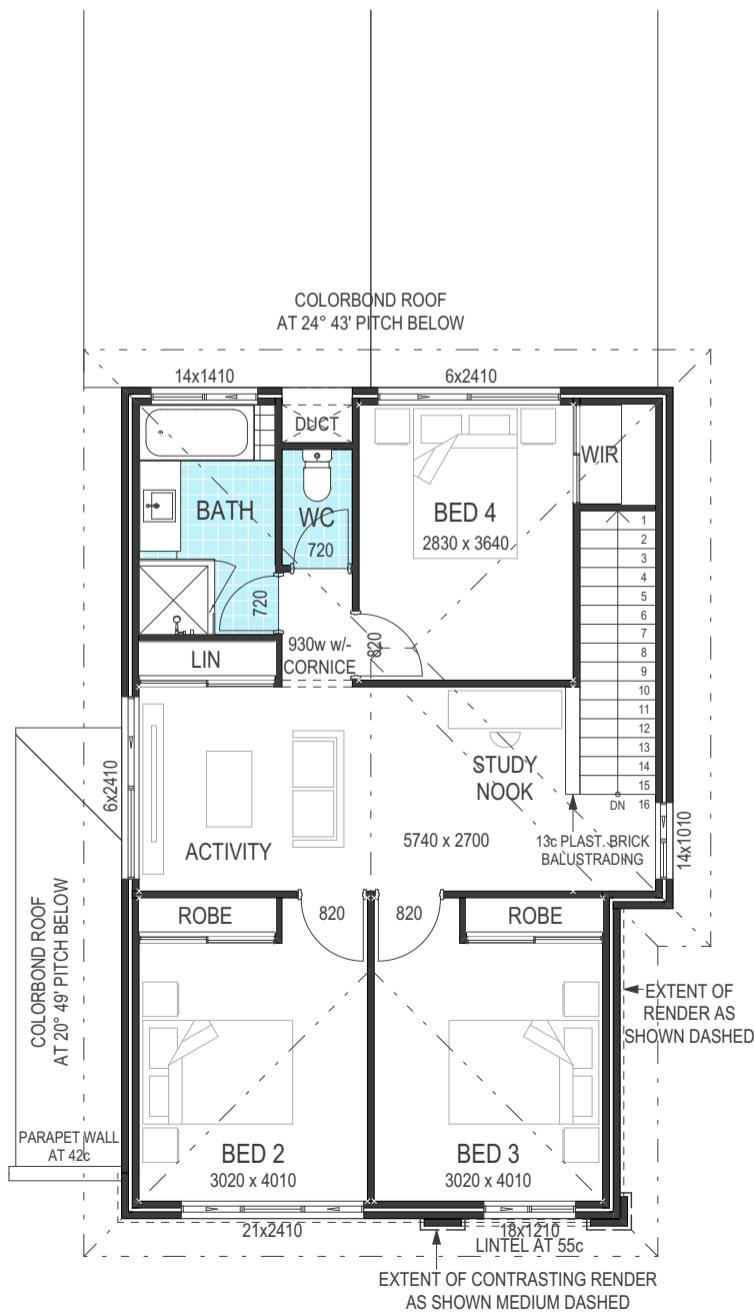 COLORBOND ROOF
AT 24° 43' PITCH BELOW
14x1410
6x2410
DUCT
WIR
BATH
WC
720
BED 4
2830 x 3640
720
820
930w w/-
CORNICE
LIN
1
2
3
4
5
6
7
8
9
10
11
12
13
14
15
16
DN
6x2410
STUDY
NOOK
ACTIVITY
5740 x 2700
13c PLAST. BRICK
BALUSTRADING
14x1010
COLORBOND ROOF
AT 20° 49' PITCH BELOW
ROBE
820
820
ROBE
EXTENT OF
RENDER AS
SHOWN DASHED
PARAPET WALL
AT 42c
BED 2
3020 x 4010
BED 3
3020 x 4010
21x2410
18x1210
LINTEL AT 55c
EXTENT OF CONTRASTING RENDER
AS SHOWN MEDIUM DASHED